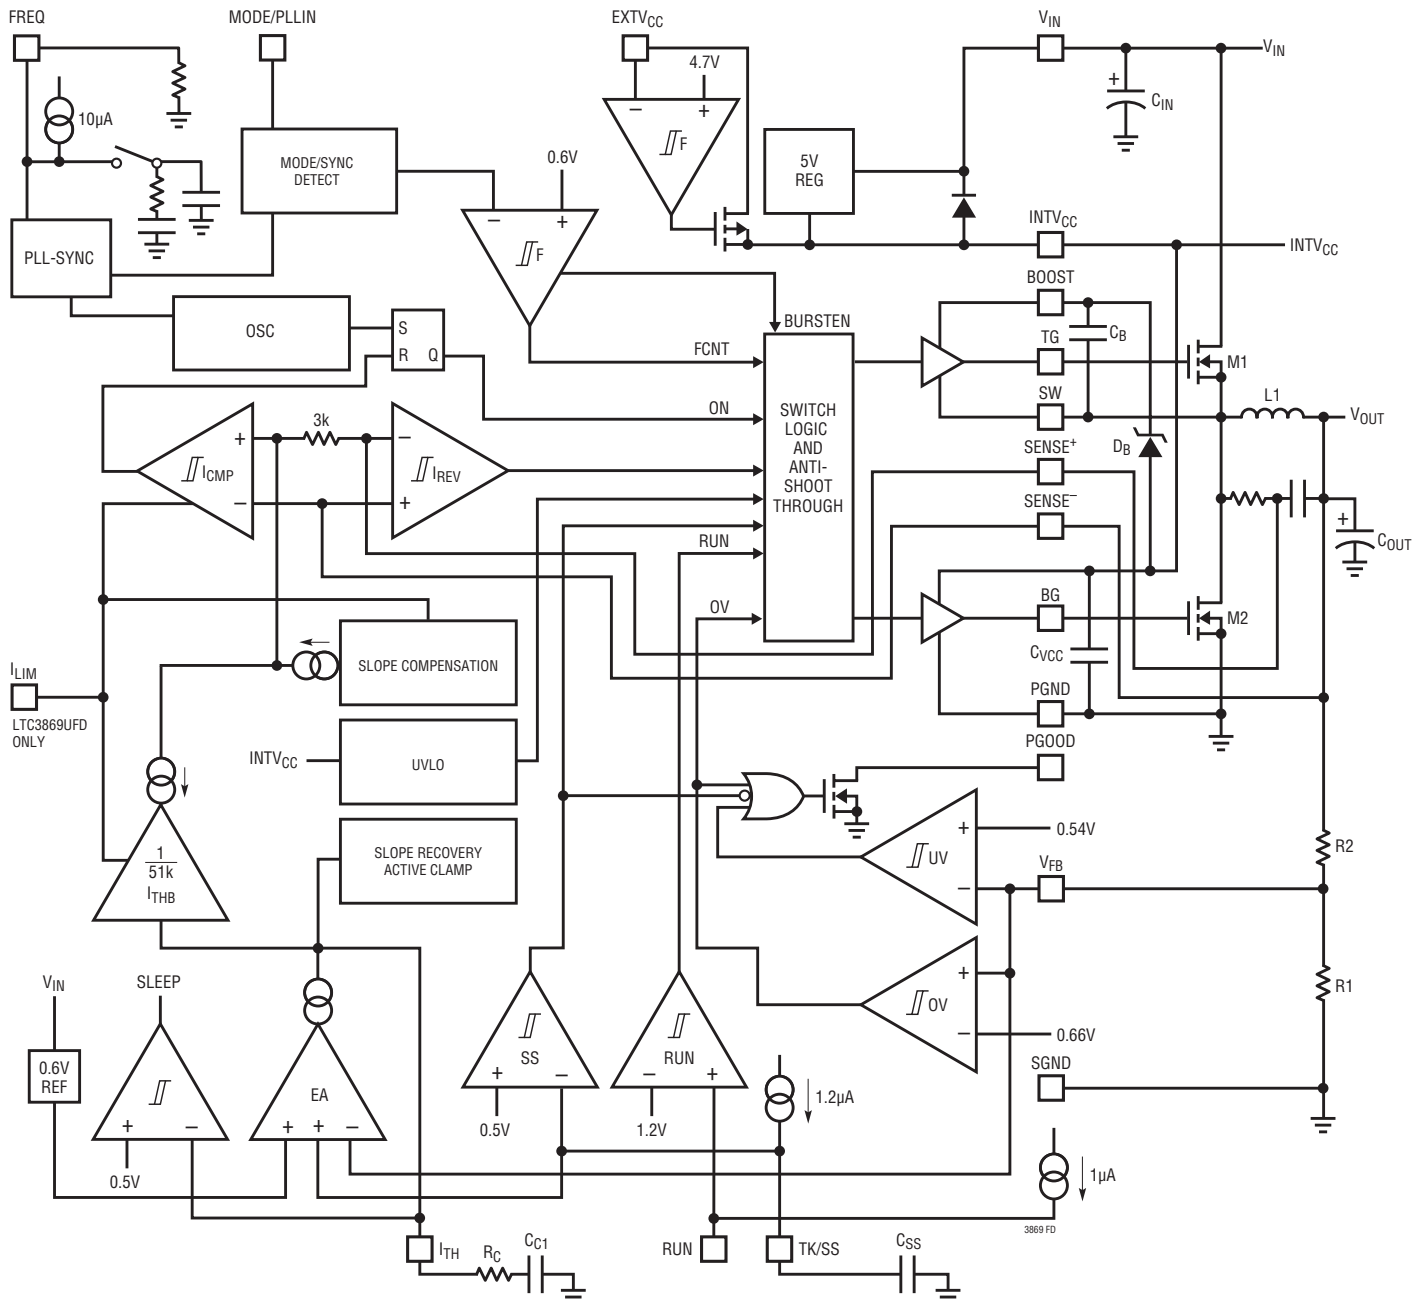 FREQ
MODE/PLLIN
EXTVCC
VIN
4.7V
VIN
+
CIN
10µA
− +
F
0.6V
MODE/SYNC
DETECT
5V
REG
− +
F
INTVCC
INTVCC
PLL-SYNC
BOOST
OSC
S
R Q
BURSTEN
CB
FCNT
TG
M1
SWITCH
LOGIC
AND
ANTI-
SHOOT
THROUGH
ON
SW
L1
VOUT
3k
+ −
DB
SENSE+
ICMP
IREV
− +
SENSE−
+
COUT
RUN
OV
BG
M2
CVCC
SLOPE COMPENSATION
ILIM
PGND
LTC3869UFD
ONLY
PGOOD
INTVCC
UVLO
+
0.54V
SLOPE RECOVERY
ACTIVE CLAMP
UV
R2
1
51k
ITHB
−
VFB
+
VIN
SLEEP
OV
R1
−
0.66V
0.6V
REF
SS
RUN
SGND
+ −
− +
EA
1.2µA
+ −
+ + −
0.5V
1.2V
0.5V
1µA
3869 FD
ITH
RC
CC1
RUN
TK/SS
CSS